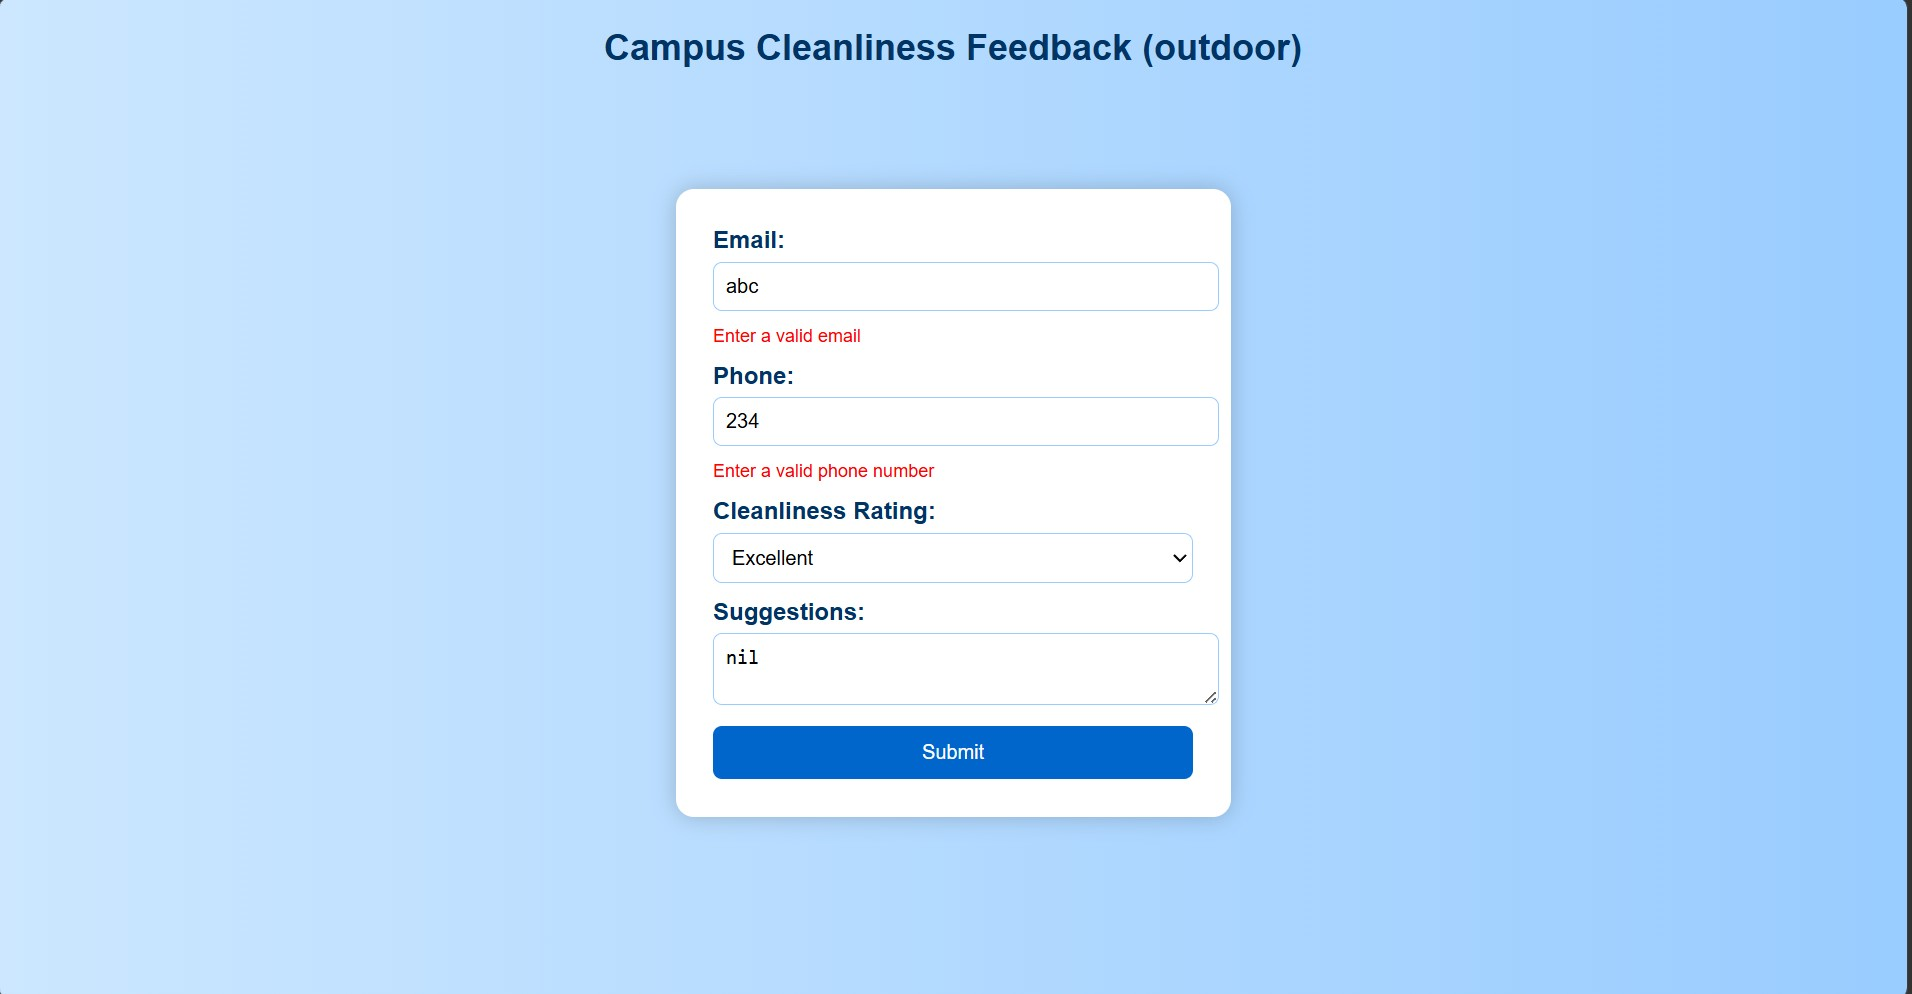 Campus Cleanliness Feedback (outdoor)
Email:
abc
Enter a valid email
Phone:
234
Enter a valid phone number
Cleanliness Rating:
Excellent
Suggestions:
nil
Submit